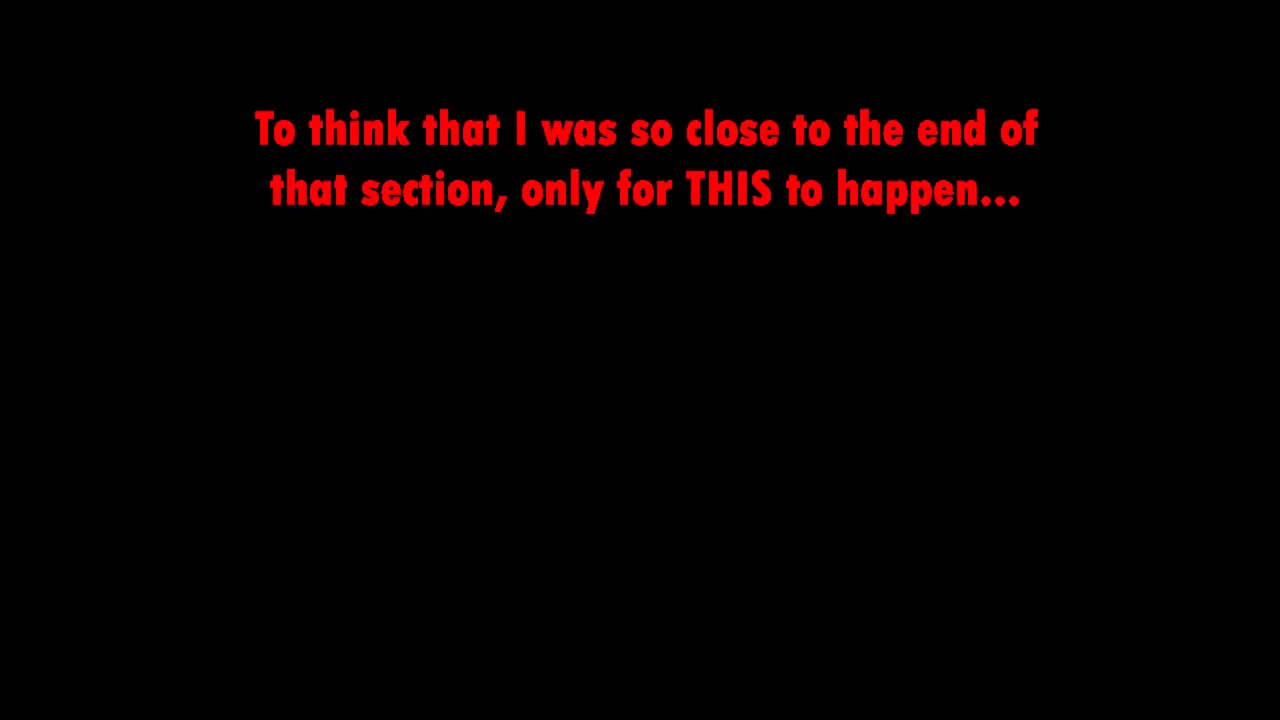 To think that I was so close to the end of
that section, only for THIS to happen...